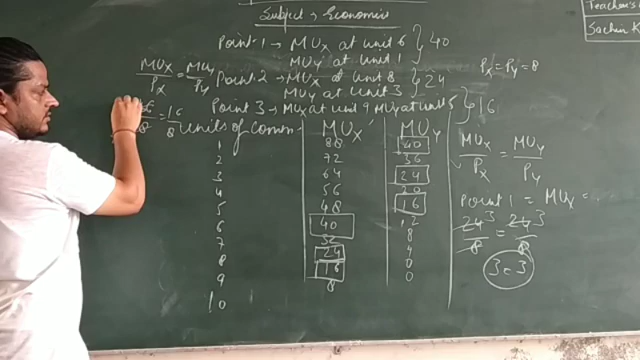 Subject → Economics
Teacher's
Sachin K
Point 1 → MUx at unit 6 } 40
MUy at unit 1
MUx/Px = MUy/Py
Point 2 → MUx at unit 8 } 24
MUy at unit 3
Px = Py = 8
Point 3 → MUx at unit 9 MUy at unit 5 } 16
16/8 = 16/8
Units of Comm. MUx MUy
1 88 40
2 72 36
3 64 24
4 56 20
5 48 16
6 40 12
7 32 8
8 24 4
9 16 0
10 8 0
MUx/Px = MUy/Py
Point 1 = MUx =
24/8 3 = 24/8 3
3 = 3